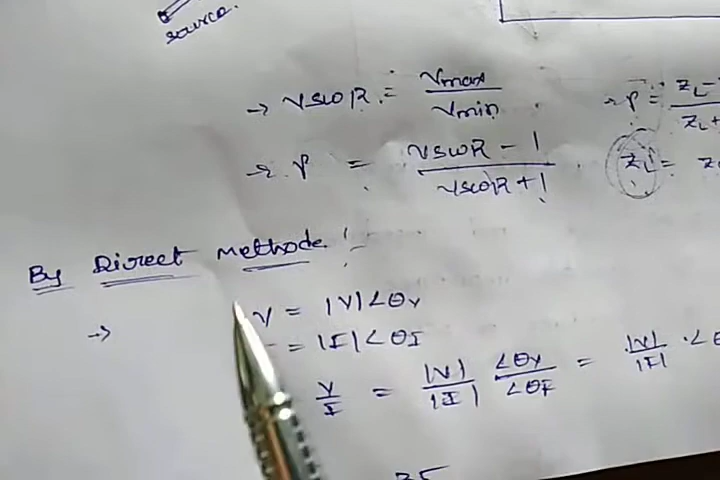 source.
→ VSWR = Vmax / Vmin → ρ = ZL - / ZL +
→ ρ = VSWR - 1 / VSWR + 1 ZL = Z
By Direct Methode :-
→ V = |V| ∠θV
= |I| ∠θI
V/I = |V| / |I| ∠θV / ∠θI = |V| / |I| . ∠θ